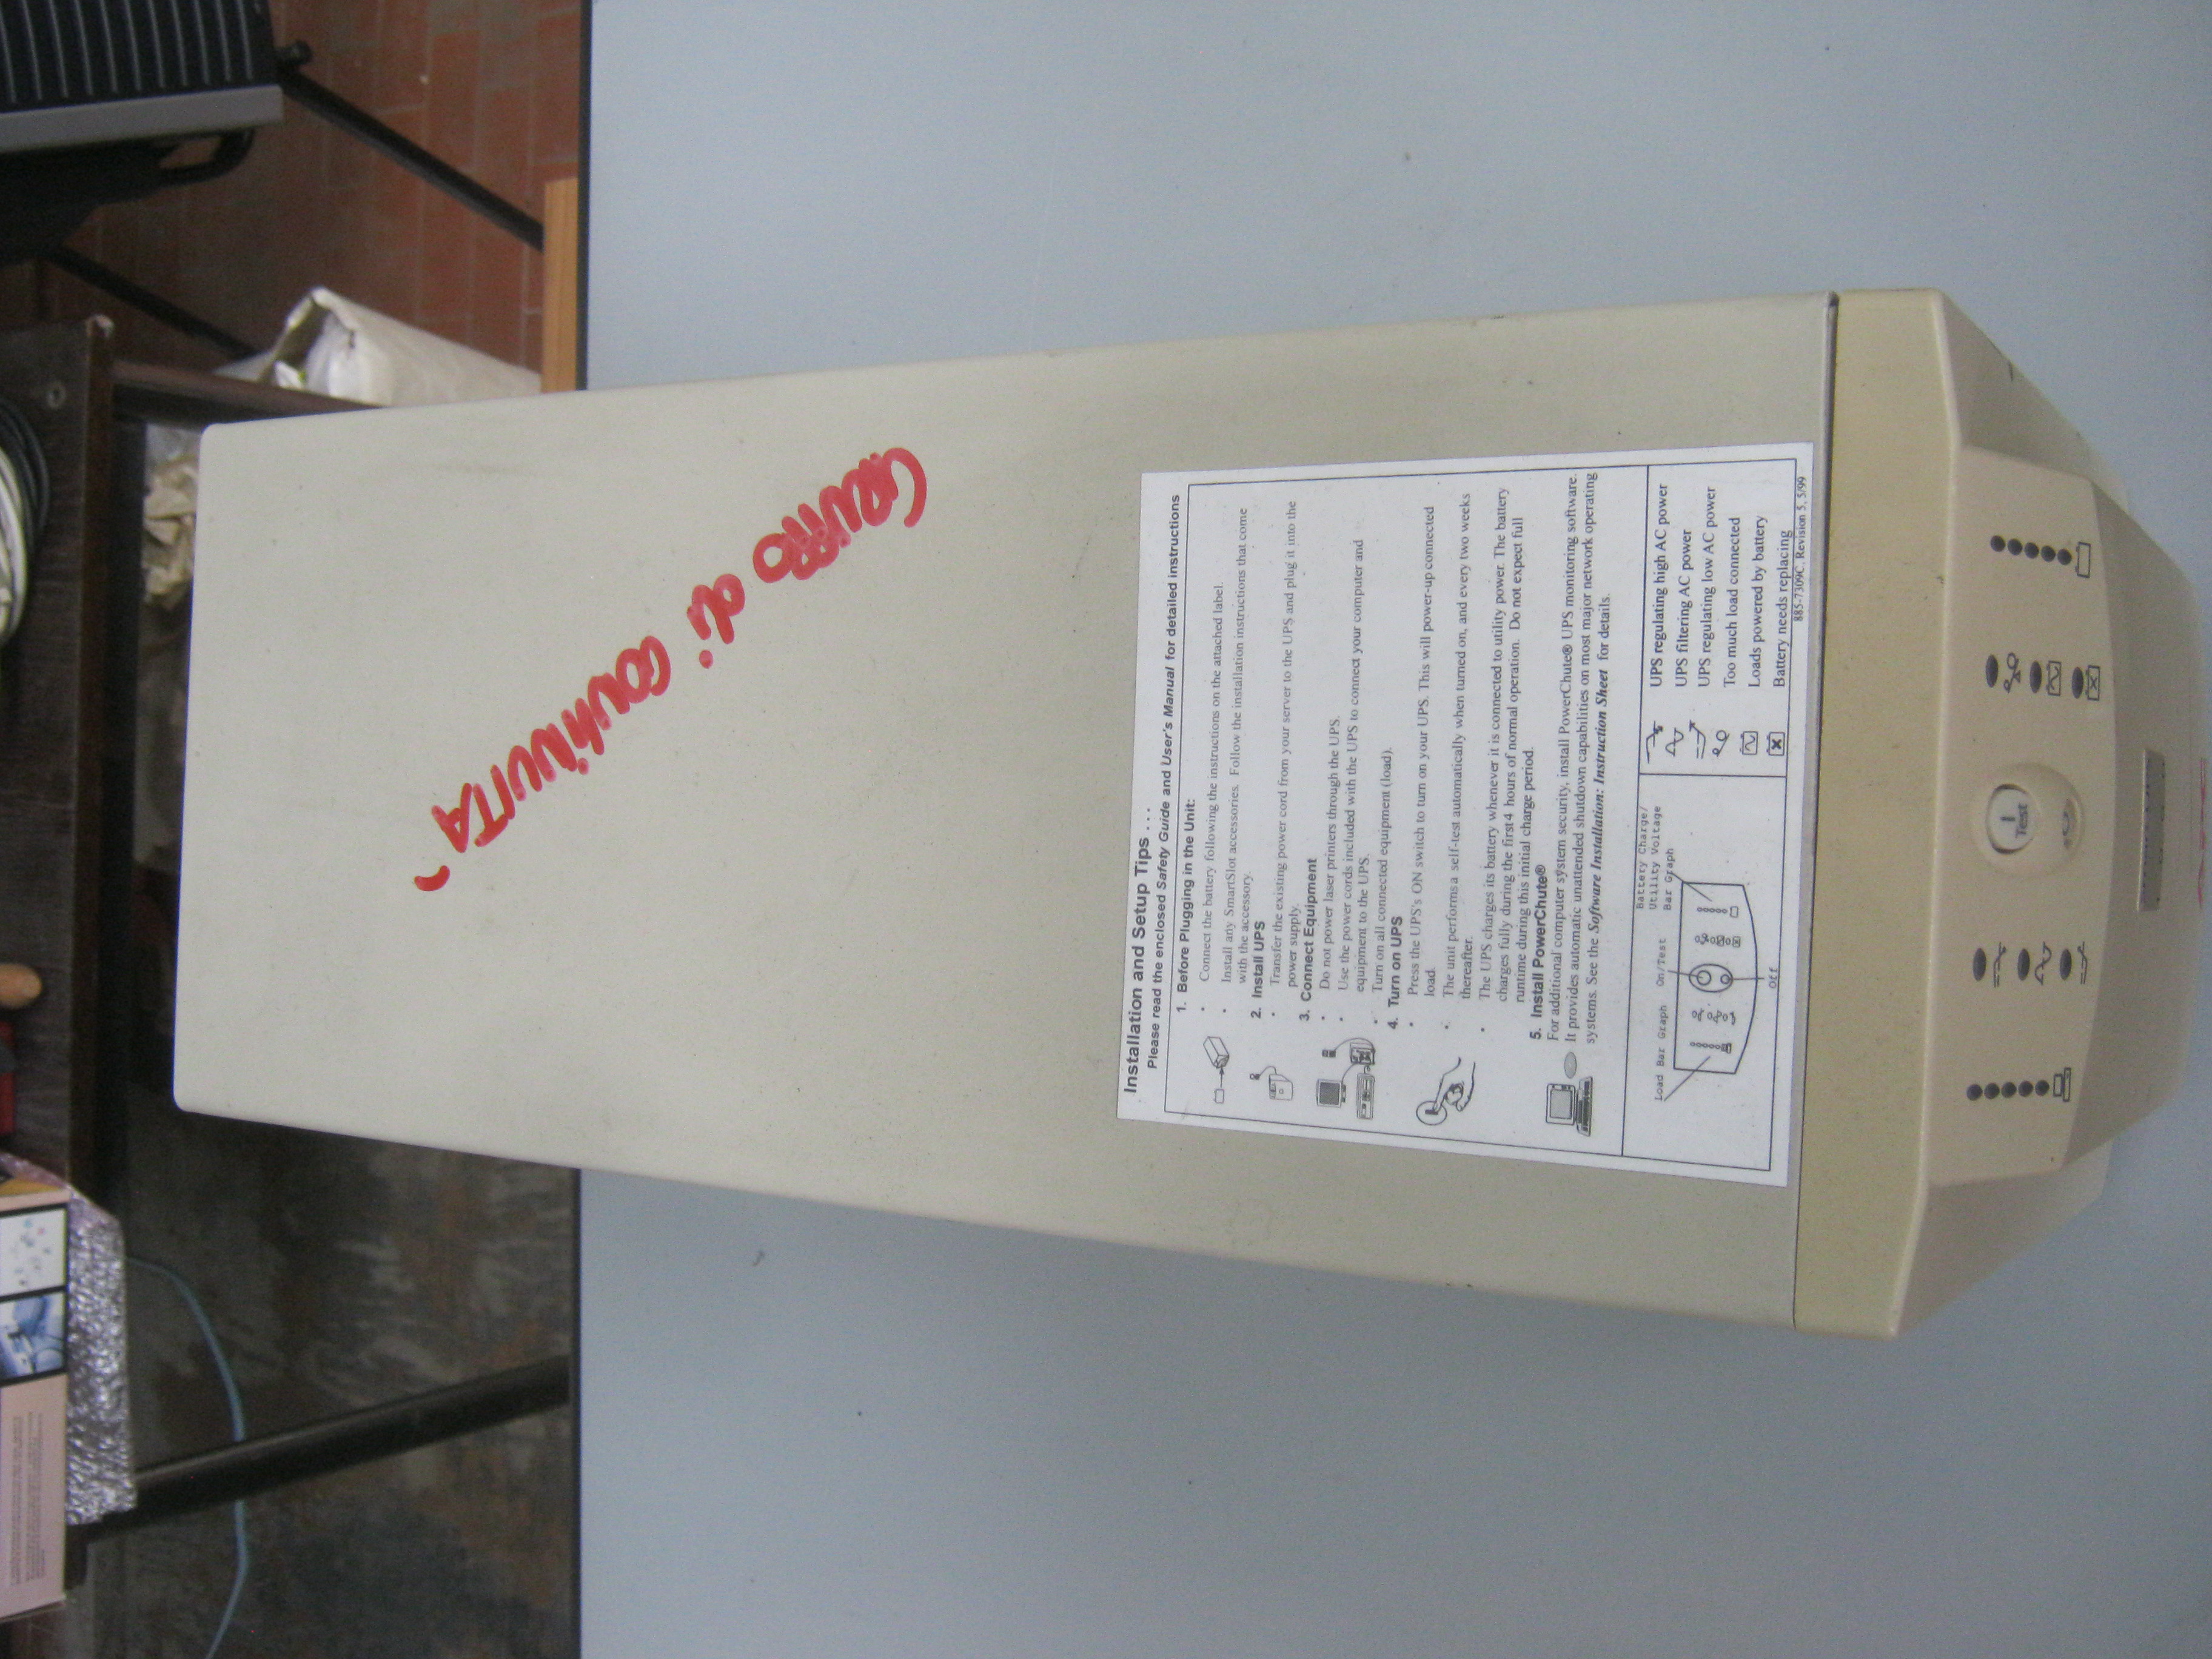 GRUPPO di CONTINUITA'
Installation and Setup Tips . . .
Please read the enclosed Safety Guide and User's Manual for detailed instructions
1. Before Plugging in the Unit:
• Connect the battery following the instructions on the attached label.
• Install any SmartSlot accessories. Follow the installation instructions that come
with the accessory.
2. Install UPS
• Transfer the existing power cord from your server to the UPS and plug it into the
power supply.
3. Connect Equipment
• Do not power laser printers through the UPS.
• Use the power cords included with the UPS to connect your computer and
equipment to the UPS.
• Turn on all connected equipment (load).
4. Turn on UPS
• Press the UPS's ON switch to turn on your UPS. This will power-up connected
load.
• The unit performs a self-test automatically when turned on, and every two weeks
thereafter.
• The UPS charges its battery whenever it is connected to utility power. The battery
charges fully during the first 4 hours of normal operation. Do not expect full
runtime during this initial charge period.
5. Install PowerChute®
For additional computer system security, install PowerChute® UPS monitoring software.
It provides automatic unattended shutdown capabilities on most major network operating
systems. See the Software Installation: Instruction Sheet for details.
Load Bar Graph
On/Test
Battery Charge/
Utility Voltage
Bar Graph
Off
UPS regulating high AC power
UPS filtering AC power
UPS regulating low AC power
Too much load connected
Loads powered by battery
Battery needs replacing
885-7309C, Revision 5, 5/99
Test